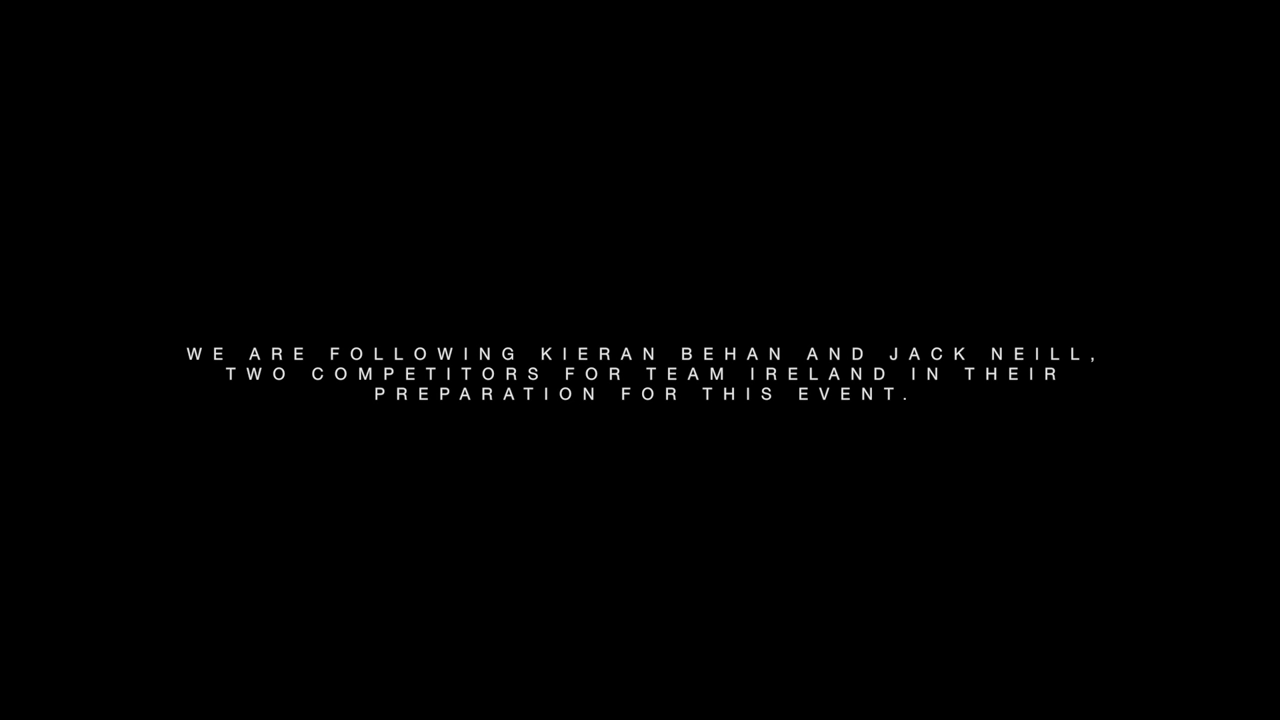 WE ARE FOLLOWING KIERAN BEHAN AND JACK NEILL,
TWO COMPETITORS FOR TEAM IRELAND IN THEIR
PREPARATION FOR THIS EVENT.